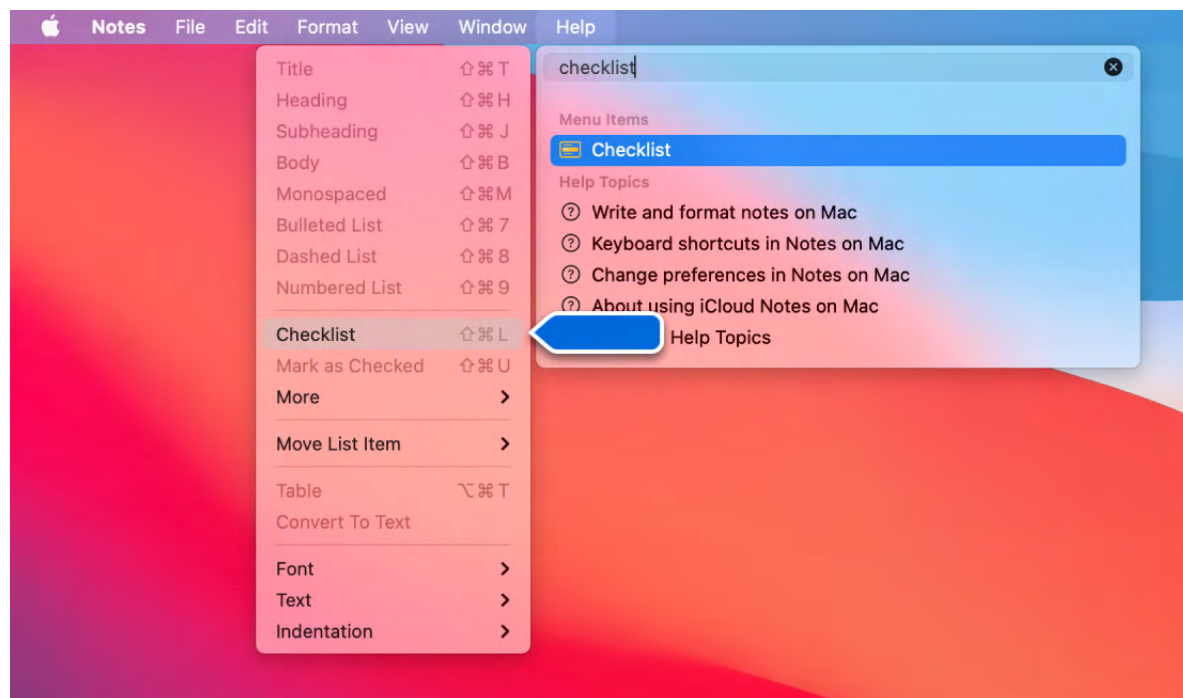 Notes File Edit Format View Window Help
Title ⇧⌘T
Heading ⇧⌘H
Subheading ⇧⌘J
Body ⇧⌘B
Monospaced ⇧⌘M
Bulleted List ⇧⌘7
Dashed List ⇧⌘8
Numbered List ⇧⌘9
Checklist ⇧⌘L
Mark as Checked ⇧⌘U
More
Move List Item
Table ⌥⌘T
Convert To Text
Font
Text
Indentation
checklist
Menu Items
Checklist
Help Topics
Write and format notes on Mac
Keyboard shortcuts in Notes on Mac
Change preferences in Notes on Mac
About using iCloud Notes on Mac
Help Topics